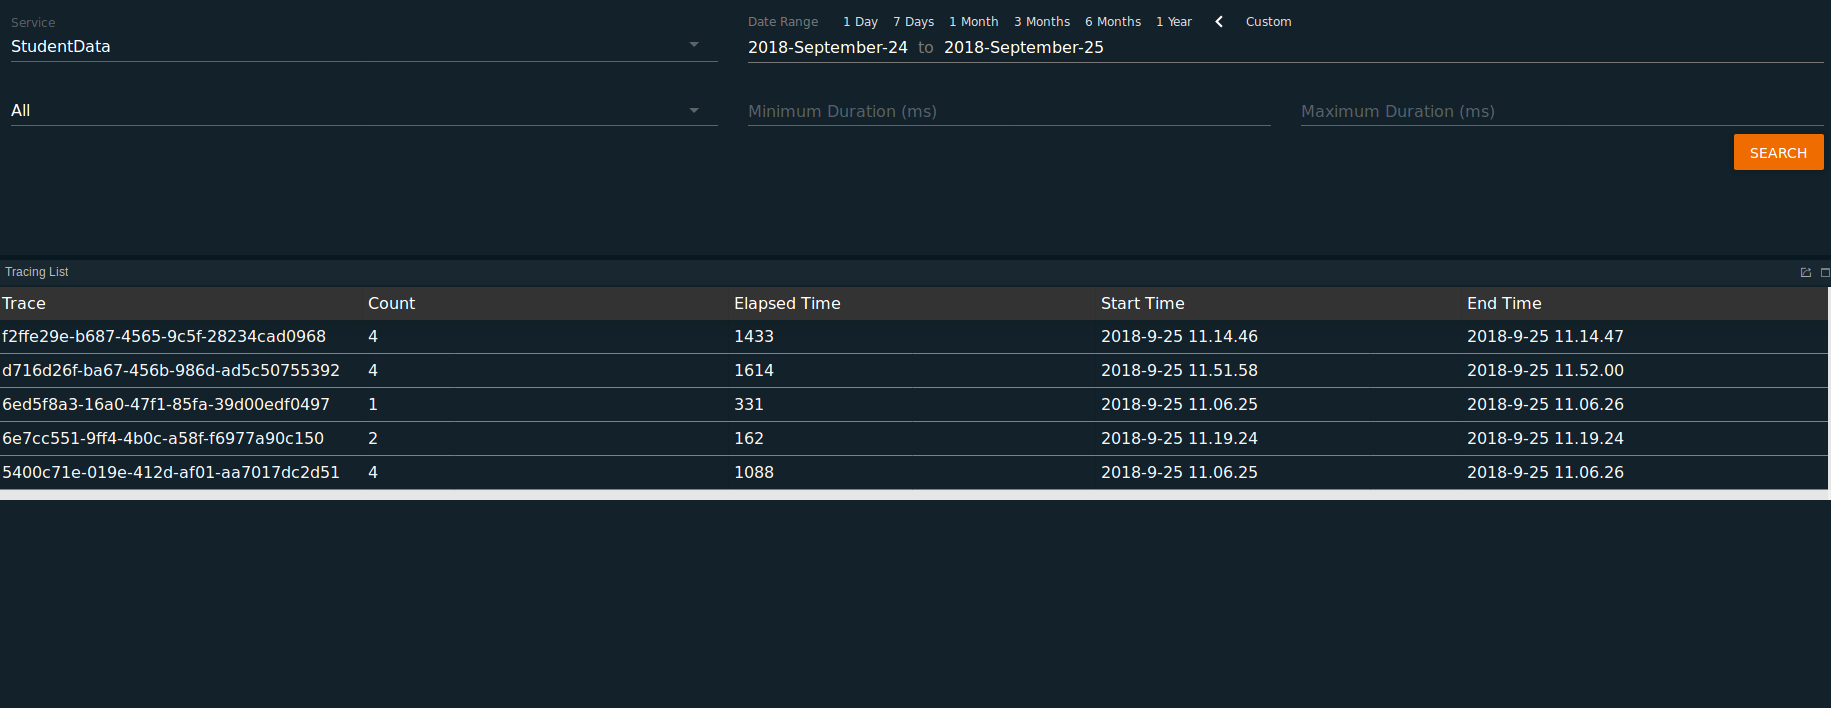 Service
StudentData
Date Range 1 Day 7 Days 1 Month 3 Months 6 Months 1 Year Custom
2018-September-24 to 2018-September-25
All
Minimum Duration (ms)
Maximum Duration (ms)
SEARCH
Tracing List
Trace Count Elapsed Time Start Time End Time
f2ffe29e-b687-4565-9c5f-28234cad0968 4 1433 2018-9-25 11.14.46 2018-9-25 11.14.47
d716d26f-ba67-456b-986d-ad5c50755392 4 1614 2018-9-25 11.51.58 2018-9-25 11.52.00
6ed5f8a3-16a0-47f1-85fa-39d00edf0497 1 331 2018-9-25 11.06.25 2018-9-25 11.06.26
6e7cc551-9ff4-4b0c-a58f-f6977a90c150 2 162 2018-9-25 11.19.24 2018-9-25 11.19.24
5400c71e-019e-412d-af01-aa7017dc2d51 4 1088 2018-9-25 11.06.25 2018-9-25 11.06.26